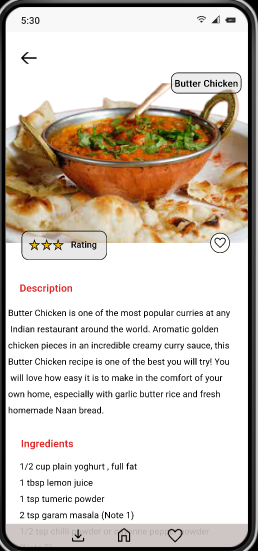 5:30
Butter Chicken
Rating
Description
Butter Chicken is one of the most popular curries at any
Indian restaurant around the world. Aromatic golden
chicken pieces in an incredible creamy curry sauce, this
Butter Chicken recipe is one of the best you will try! You
will love how easy it is to make in the comfort of your
own home, especially with garlic butter rice and fresh
homemade Naan bread.
Ingredients
1/2 cup plain yoghurt , full fat
1 tbsp lemon juice
1 tsp tumeric powder
2 tsp garam masala (Note 1)
1/2 tsp chilli powder or cayenne pepper powder